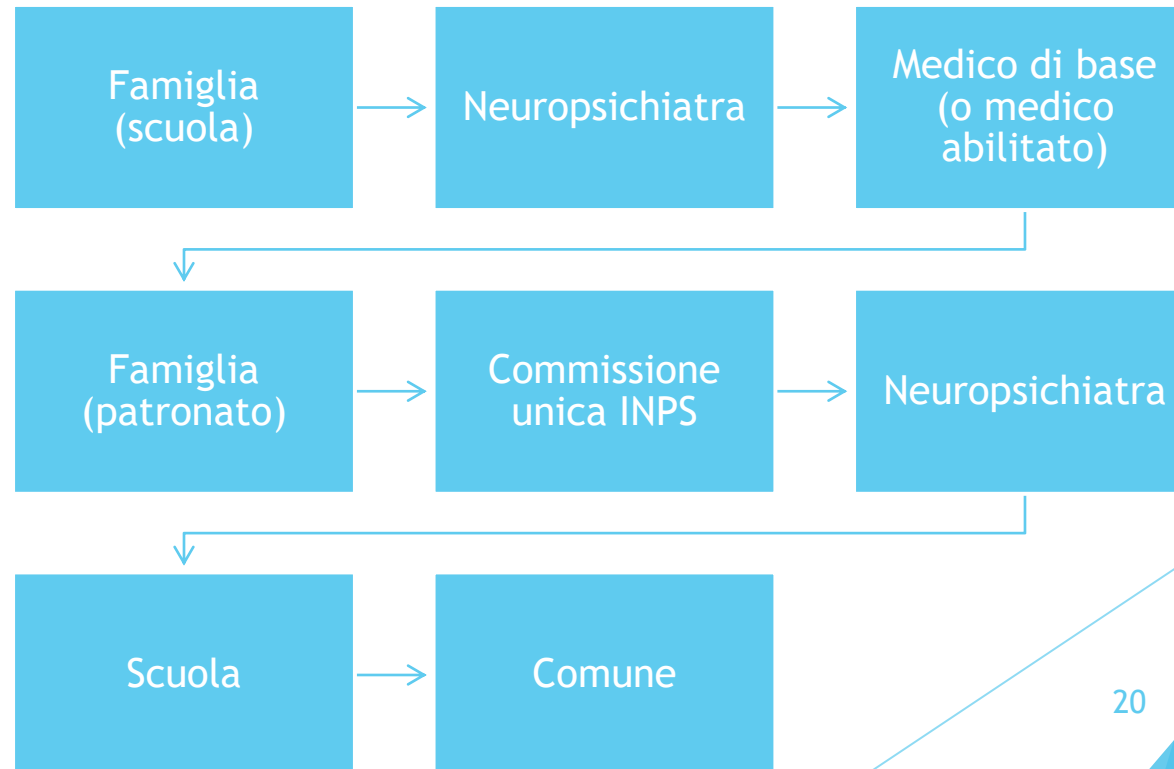 Famiglia
(scuola)
Neuropsichiatra
Medico di base
(o medico
abilitato)
Famiglia
(patronato)
Commissione
unica INPS
Neuropsichiatra
Scuola
Comune
20